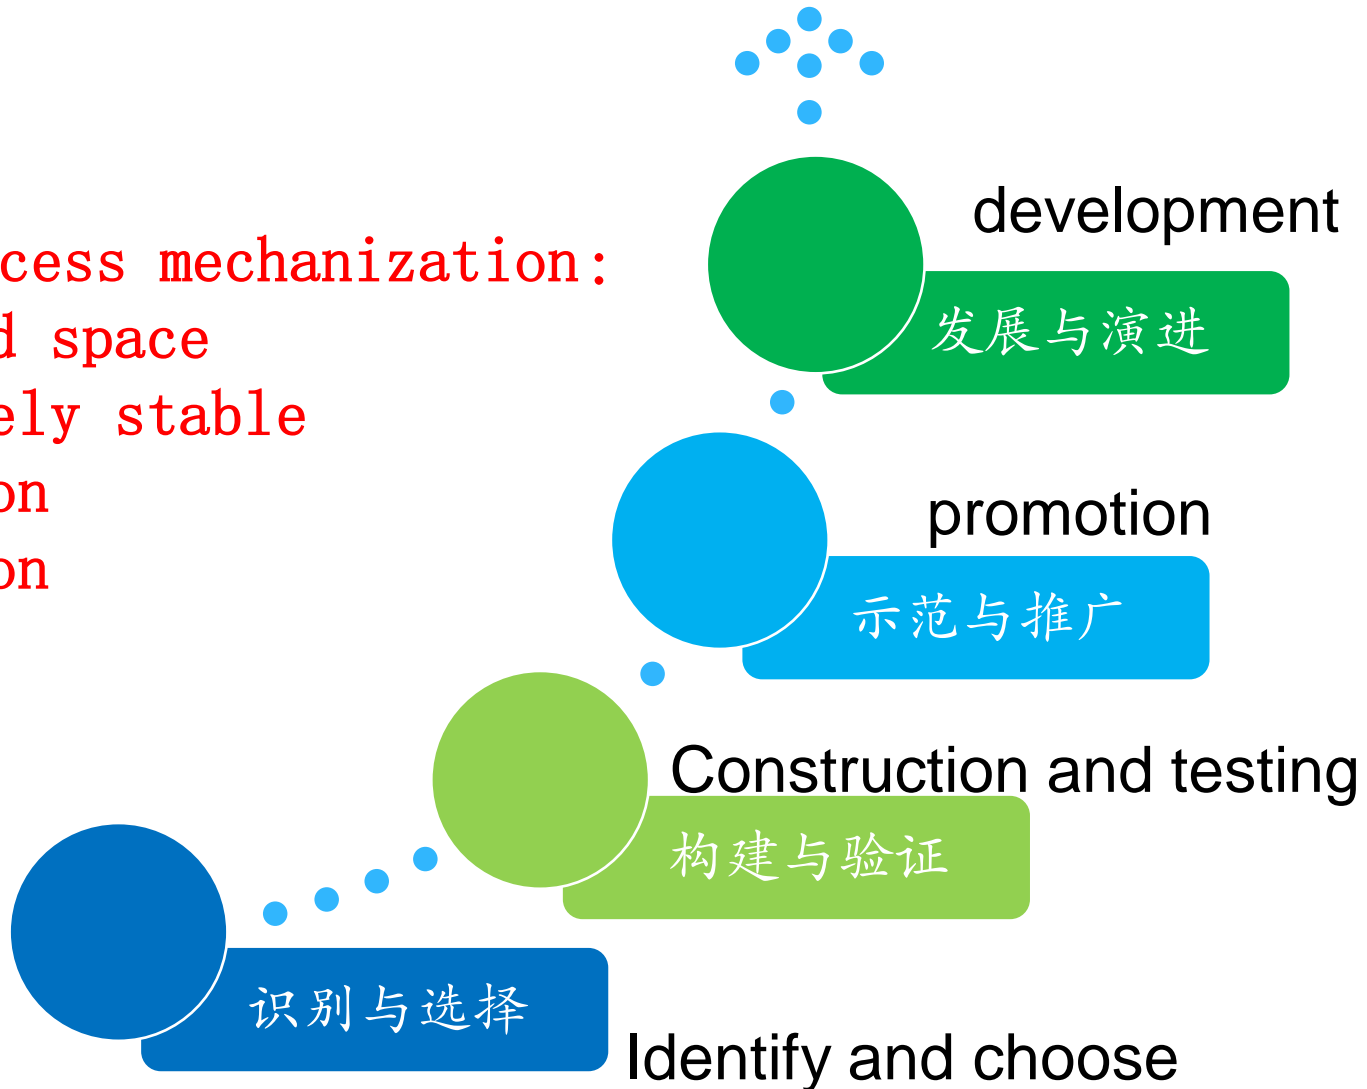 development
发展与演进
cess mechanization:
d space
ely stable
on
on
promotion
示范与推广
Construction and testing
构建与验证
识别与选择
Identify and choose